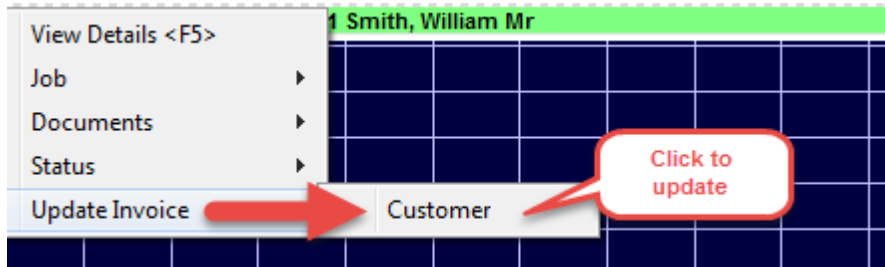 1 Smith, William Mr
View Details <F5>
Job
Documents
Status
Update Invoice
Customer
Click to
update